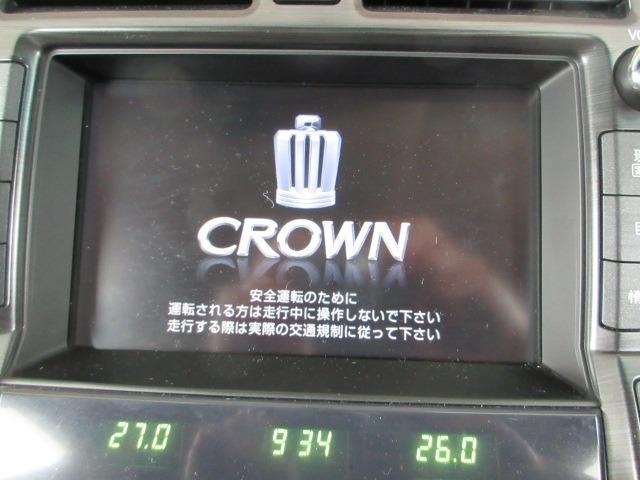 CROWN
安全運転のために
運転される方は走行中に操作しないで下さい
走行する際は実際の交通規制に従って下さい
27.0 9 34 26.0